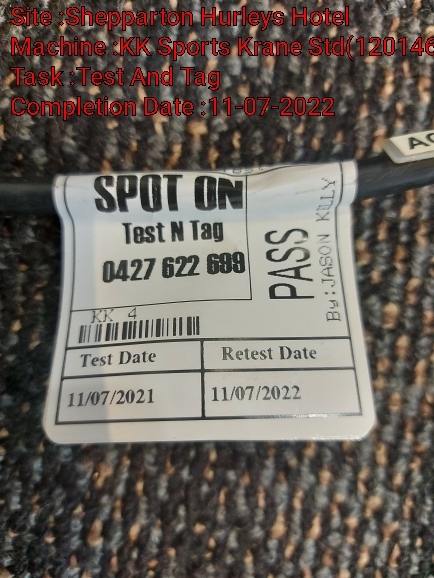 Site :Shepparton Hurleys Hotel
Machine :KK Sports Krane Std(120146
Task :Test And Tag
Completion Date :11-07-2022
SPOT ON
Test N Tag
0427 622 699
PASS
By:JASON KILLY
KK 4
Test Date
Retest Date
11/07/2021
11/07/2022